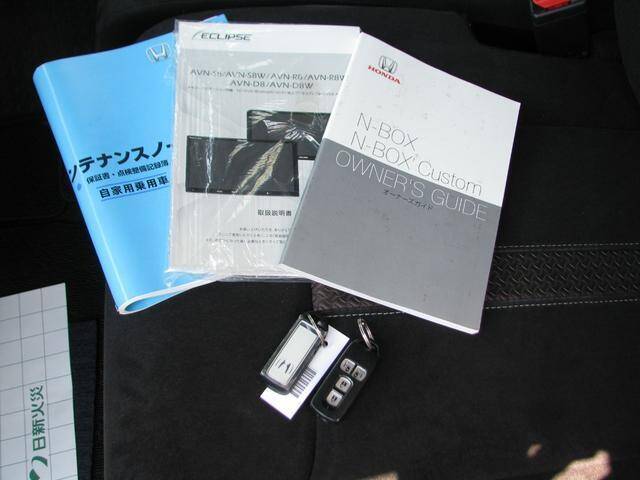 ンテナンスノー
保証書・点検整備記録簿
自家用乗用車
ECLIPSE
AVN-S8/AVN-S8W/AVN-R8/AVN-R8W
AVN-D8/AVN-D8W
取扱説明書
HONDA
N-BOX
N-BOX Custom
OWNER'S GUIDE
オーナーズガイド
日新火災